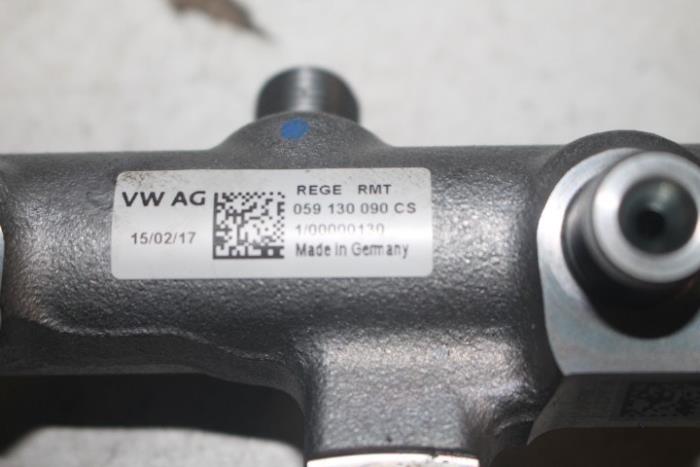 VW AG
15/02/17
REGE RMT
059 130 090 CS
1/00000130
Made in Germany